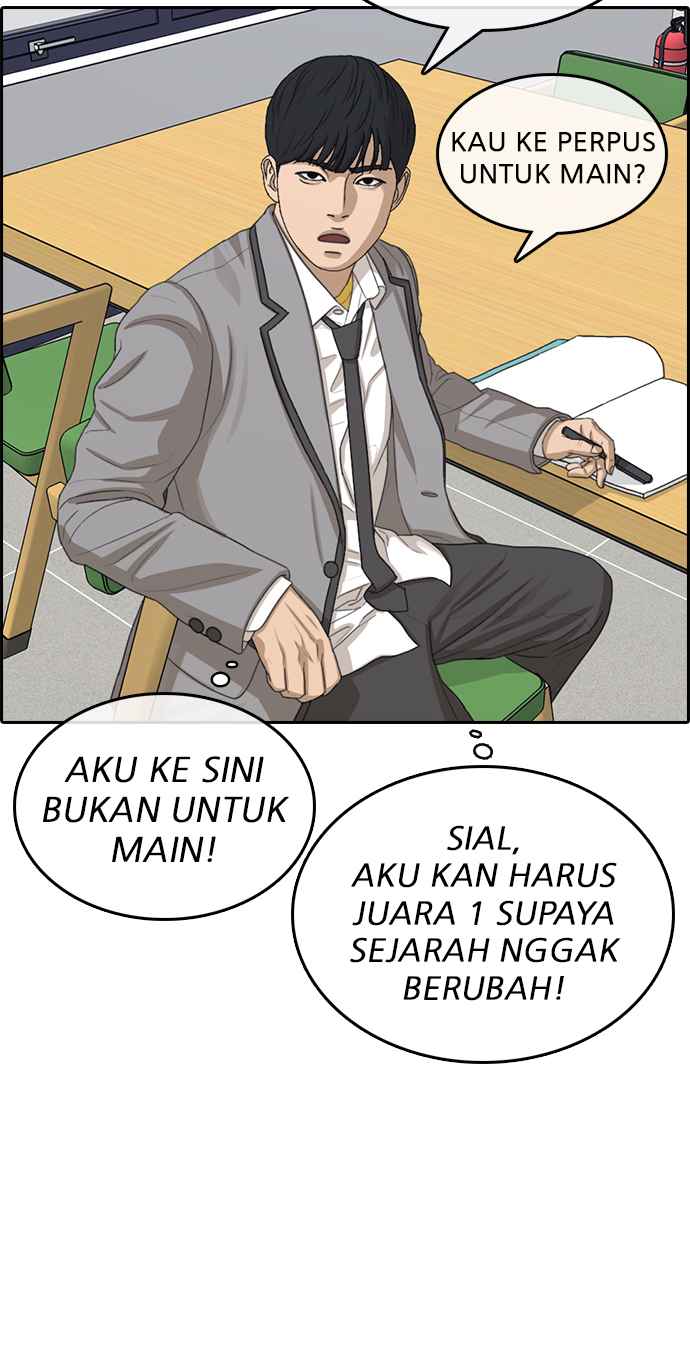 KAU KE PERPUS
UNTUK MAIN?
AKU KE SINI
BUKAN UNTUK
MAIN!
SIAL,
AKU KAN HARUS
JUARA 1 SUPAYA
SEJARAH NGGAK
BERUBAH!